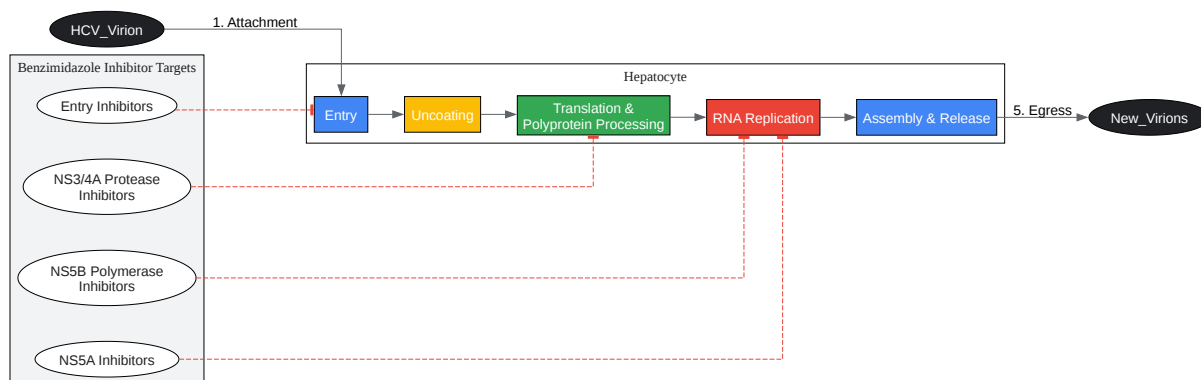 HCV_Virion
1. Attachment
Benzimidazole Inhibitor Targets
Hepatocyte
Entry Inhibitors
Entry
Uncoating
Translation &
Polyprotein Processing
RNA Replication
Assembly & Release
5. Egress
New_Virions
NS3/4A Protease
Inhibitors
NS5B Polymerase
Inhibitors
NS5A Inhibitors